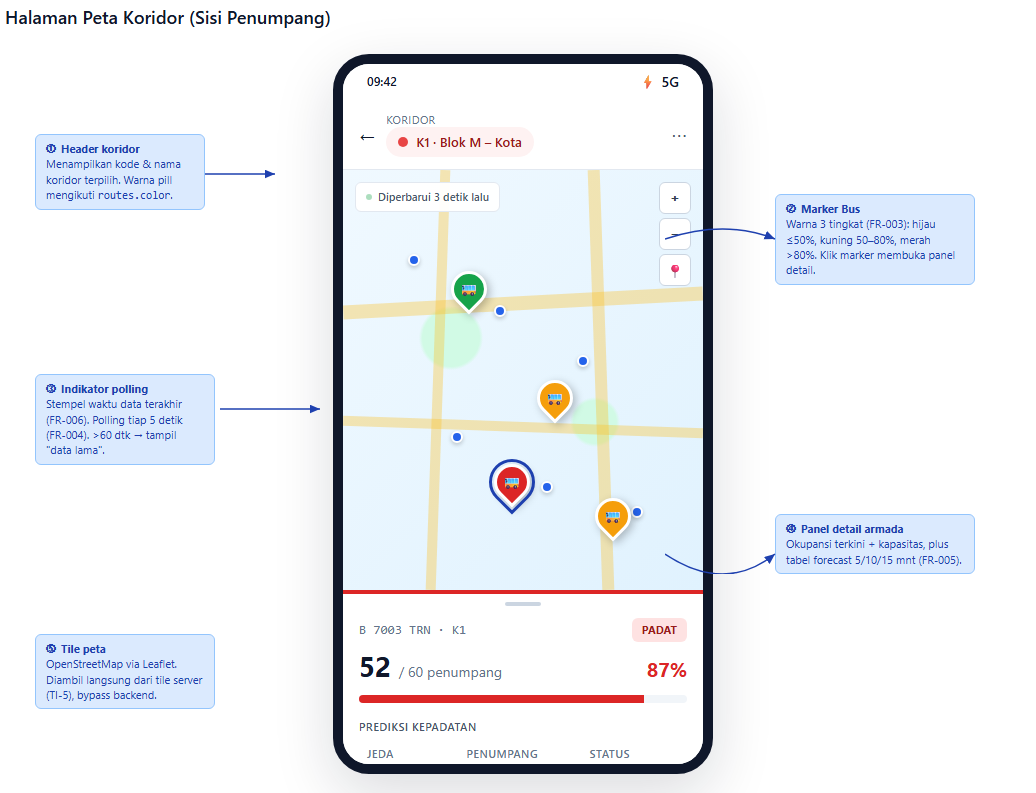 Halaman Peta Koridor (Sisi Penumpang)
① Header koridor
Menampilkan kode & nama
koridor terpilih. Warna pill
mengikuti routes.color.
③ Indikator polling
Stempel waktu data terakhir
(FR-006). Polling tiap 5 detik
(FR-004). >60 dtk → tampil
"data lama".
⑤ Tile peta
OpenStreetMap via Leaflet.
Diambil langsung dari tile server
(TI-5), bypass backend.
09:42
5G
←
KORIDOR
K1 · Blok M – Kota
···
Diperbarui 3 detik lalu
+
−
B 7003 TRN · K1
PADAT
52 / 60 penumpang
87%
PREDIKSI KEPADATAN
JEDA PENUMPANG STATUS
② Marker Bus
Warna 3 tingkat (FR-003): hijau
≤50%, kuning 50–80%, merah
>80%. Klik marker membuka panel
detail.
④ Panel detail armada
Okupansi terkini + kapasitas, plus
tabel forecast 5/10/15 mnt (FR-005).